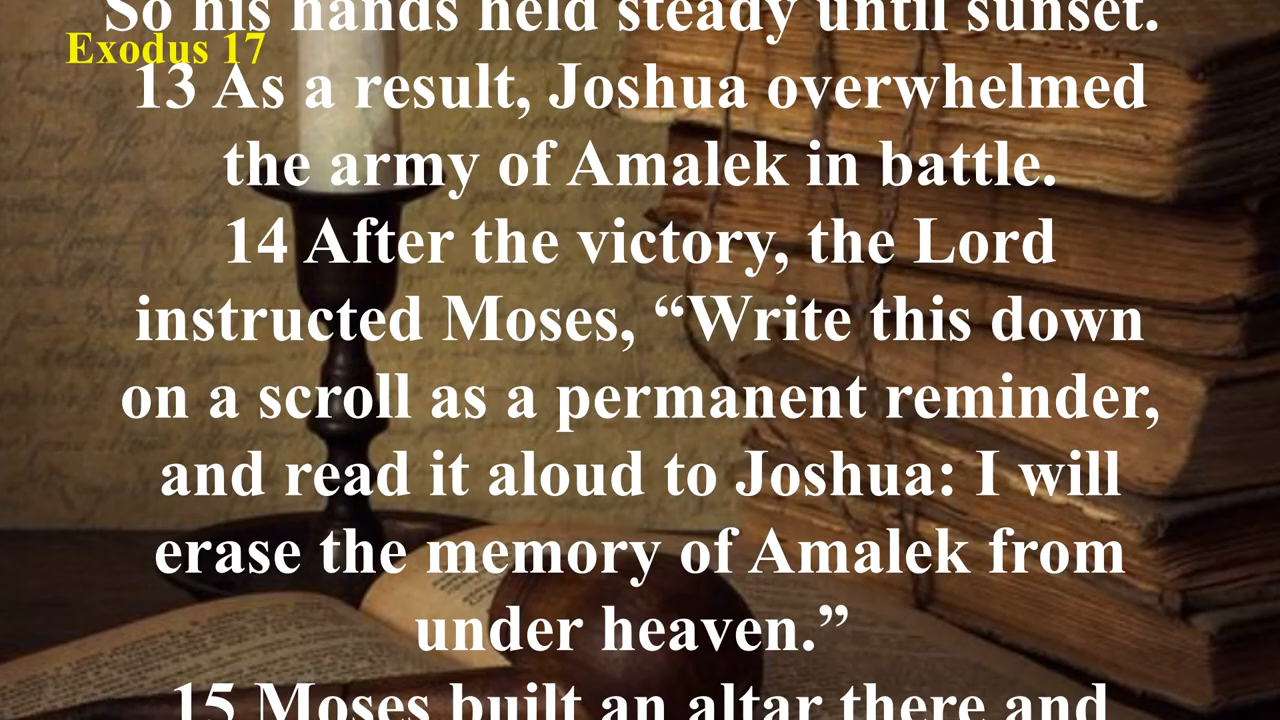 So his hands held steady until sunset.
Exodus 17
13 As a result, Joshua overwhelmed
the army of Amalek in battle.
14 After the victory, the Lord
instructed Moses, “Write this down
on a scroll as a permanent reminder,
and read it aloud to Joshua: I will
erase the memory of Amalek from
under heaven.”
15 Moses built an altar there and